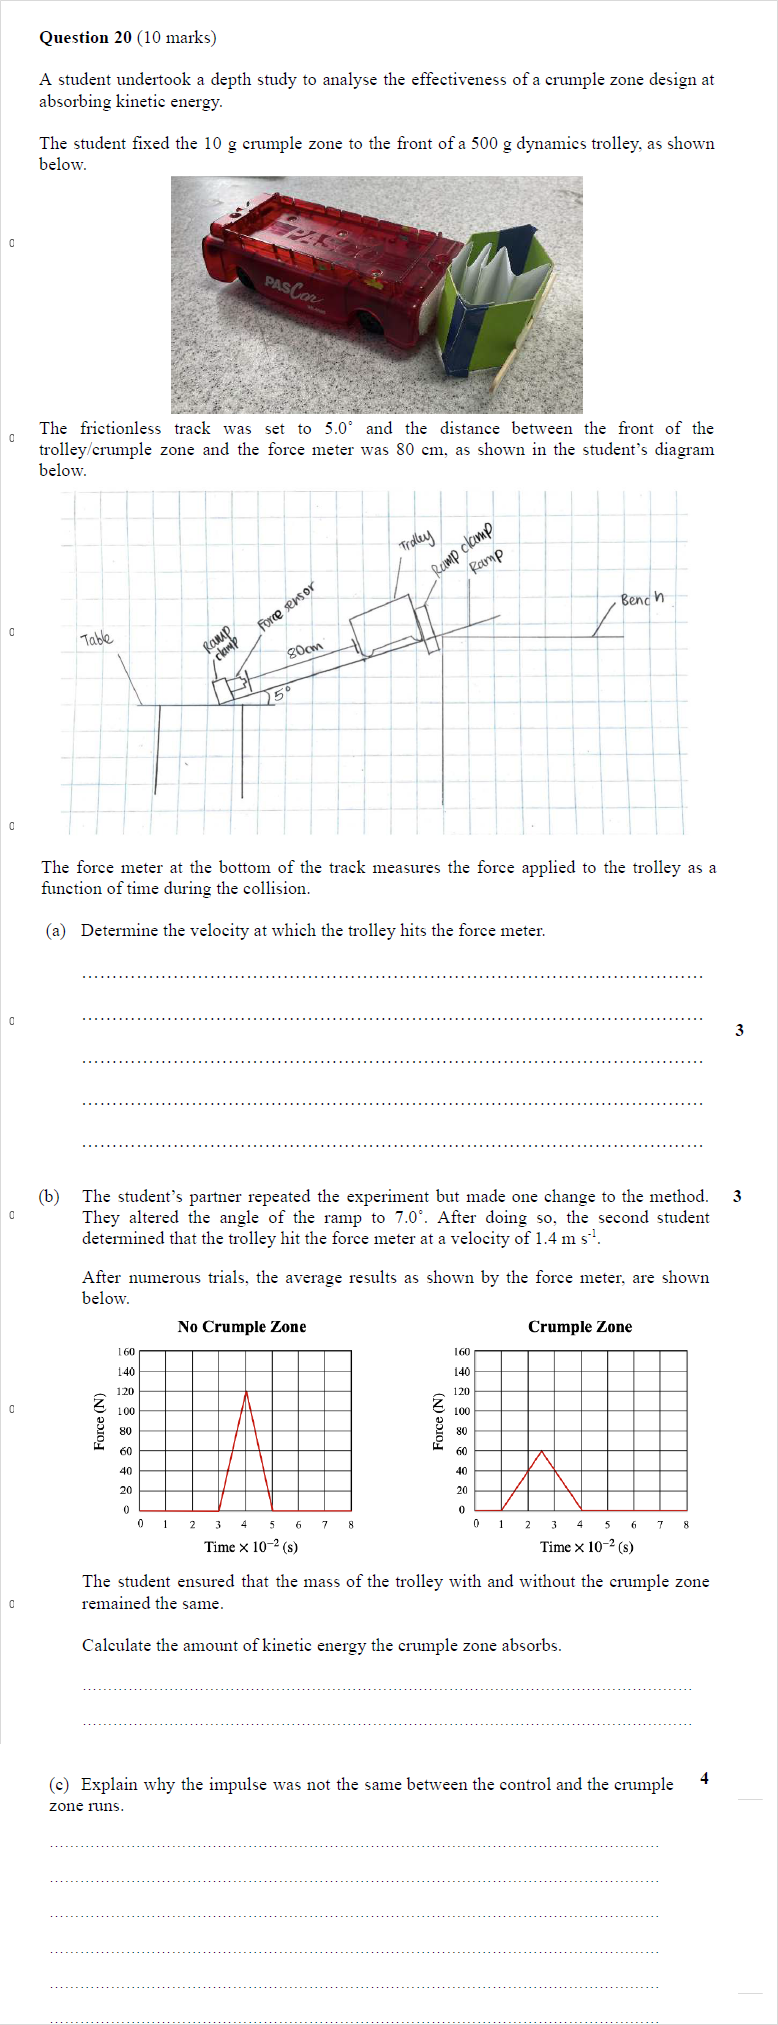 Question 20 (10 marks)
A student undertook a depth study to analyse the effectiveness of a crumple zone design at
absorbing kinetic energy.
The student fixed the 10 g crumple zone to the front of a 500 g dynamics trolley, as shown
below.
PASCar
The frictionless track was set to 5.0° and the distance between the front of the
trolley/crumple zone and the force meter was 80 cm, as shown in the student's diagram
below.
Trolley
Ramp clamp
Ramp
Bench
Table
Ramp
clamp
Force sensor
80cm
5°
The force meter at the bottom of the track measures the force applied to the trolley as a
function of time during the collision.
(a) Determine the velocity at which the trolley hits the force meter.
3
(b) The student's partner repeated the experiment but made one change to the method. 3
They altered the angle of the ramp to 7.0°. After doing so, the second student
determined that the trolley hit the force meter at a velocity of 1.4 m s⁻¹.
After numerous trials, the average results as shown by the force meter, are shown
below.
No Crumple Zone
160
140
120
100
80
60
40
20
0
Force (N)
0 1 2 3 4 5 6 7 8
Time × 10⁻² (s)
Crumple Zone
160
140
120
100
80
60
40
20
0
Force (N)
0 1 2 3 4 5 6 7 8
Time × 10⁻² (s)
The student ensured that the mass of the trolley with and without the crumple zone
remained the same.
Calculate the amount of kinetic energy the crumple zone absorbs.
(c) Explain why the impulse was not the same between the control and the crumple 4
zone runs.